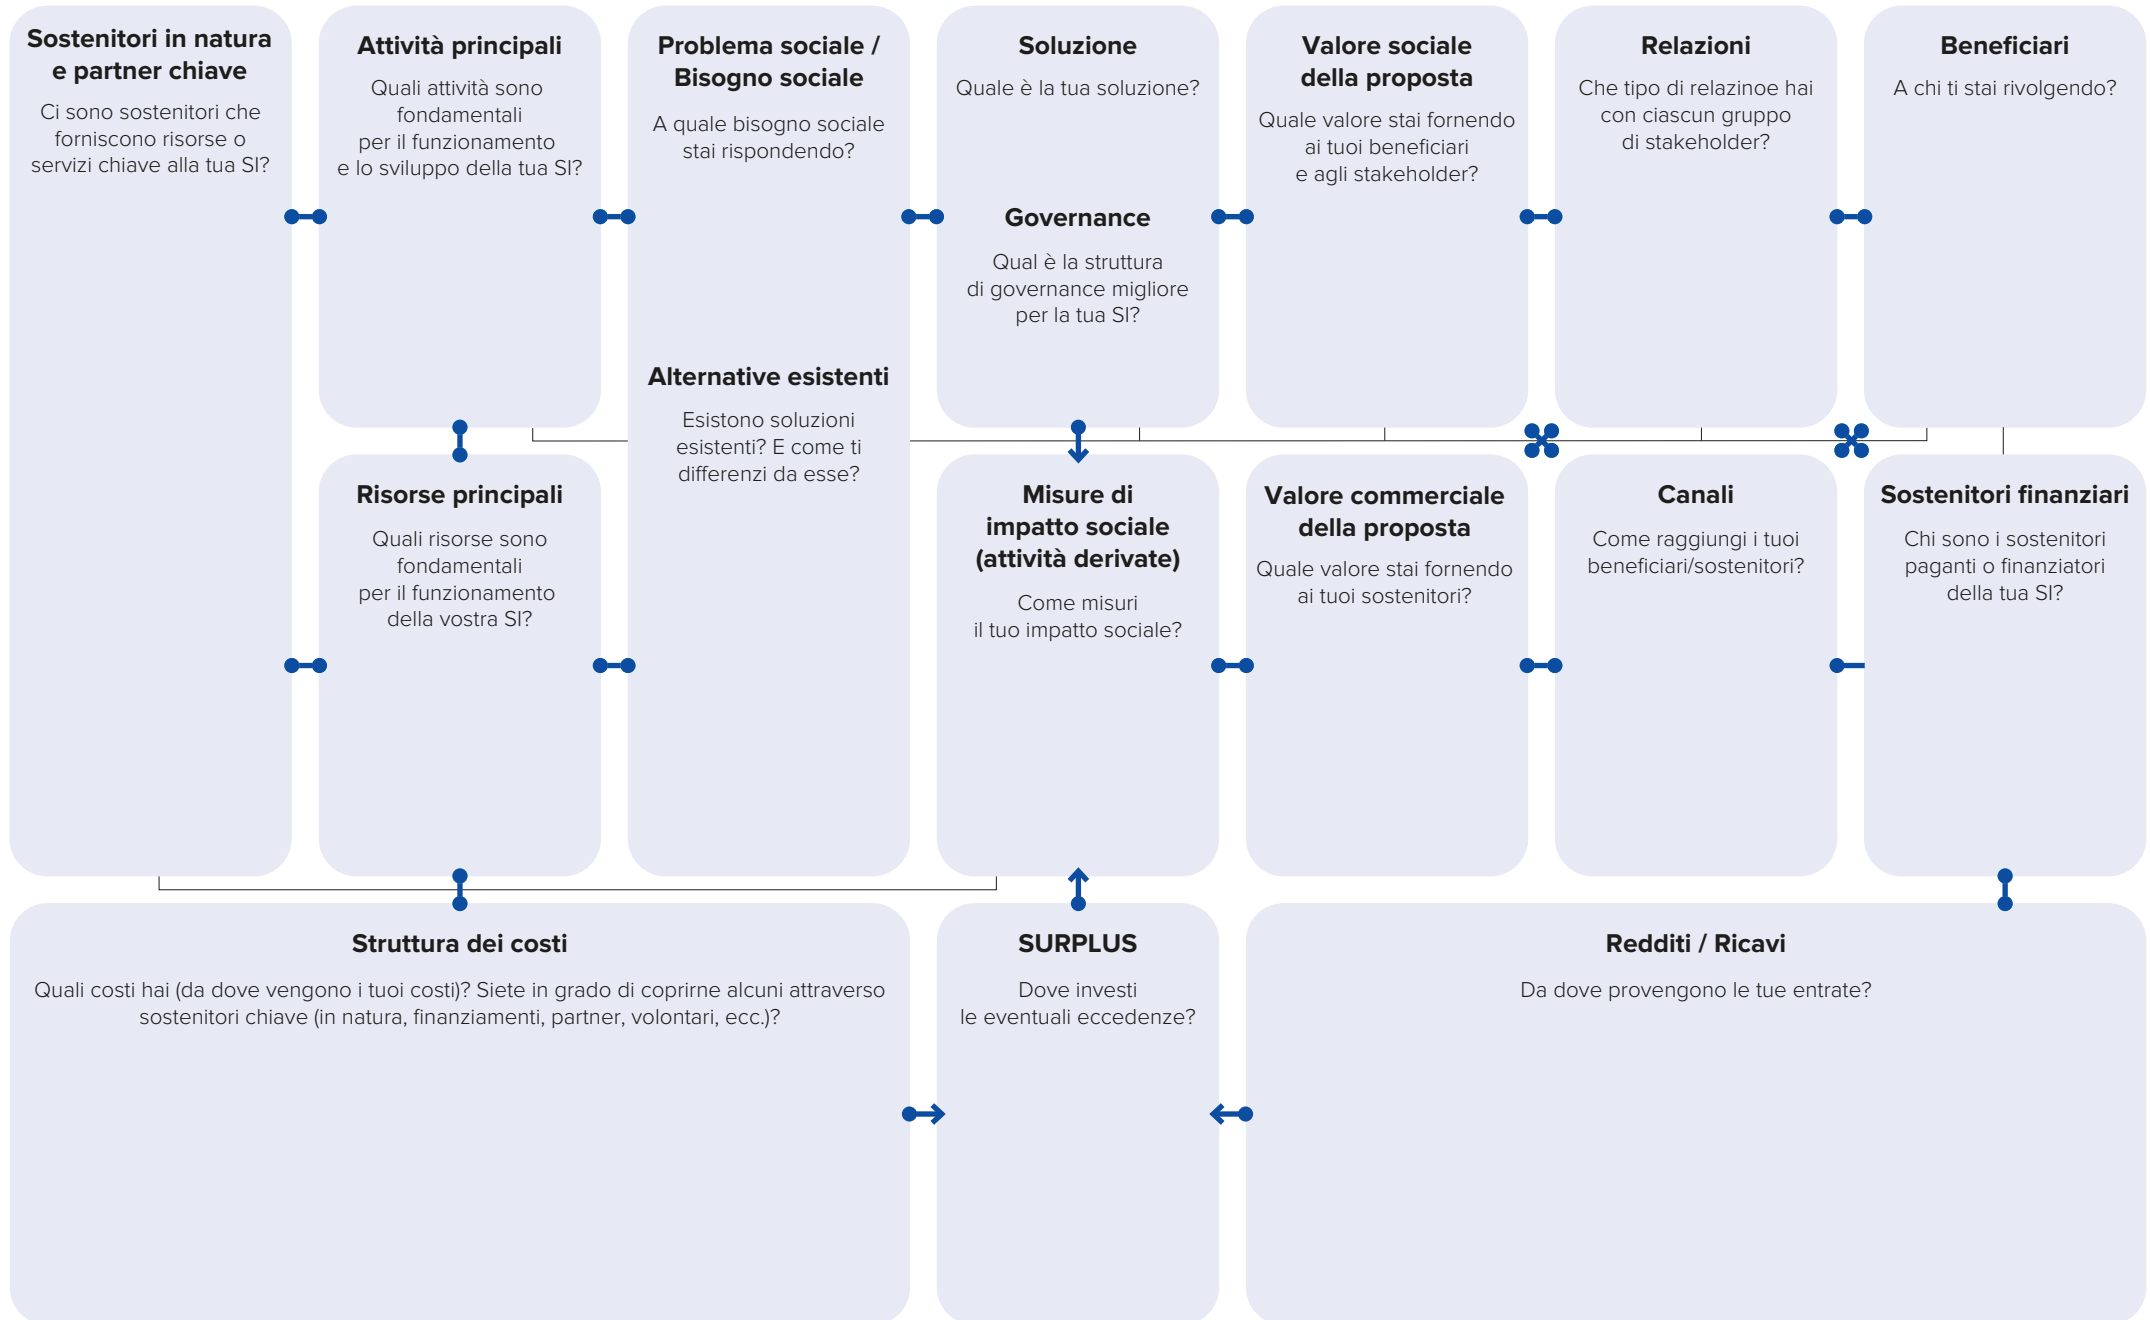 Sostenitori in natura
e partner chiave
Ci sono sostenitori che
forniscono risorse o
servizi chiave alla tua SI?
Attività principali
Quali attività sono
fondamentali
per il funzionamento
e lo sviluppo della tua SI?
Problema sociale /
Bisogno sociale
A quale bisogno sociale
stai rispondendo?
Alternative esistenti
Esistono soluzioni
esistenti? E come ti
differenzi da esse?
Soluzione
Quale è la tua soluzione?
Governance
Qual è la struttura
di governance migliore
per la tua SI?
Valore sociale
della proposta
Quale valore stai fornendo
ai tuoi beneficiari
e agli stakeholder?
Relazioni
Che tipo di relazinoe hai
con ciascun gruppo
di stakeholder?
Beneficiari
A chi ti stai rivolgendo?
Risorse principali
Quali risorse sono
fondamentali
per il funzionamento
della vostra SI?
Misure di
impatto sociale
(attività derivate)
Come misuri
il tuo impatto sociale?
Valore commerciale
della proposta
Quale valore stai fornendo
ai tuoi sostenitori?
Canali
Come raggiungi i tuoi
beneficiari/sostenitori?
Sostenitori finanziari
Chi sono i sostenitori
paganti o finanziatori
della tua SI?
Struttura dei costi
Quali costi hai (da dove vengono i tuoi costi)? Siete in grado di coprirne alcuni attraverso
sostenitori chiave (in natura, finanziamenti, partner, volontari, ecc.)?
SURPLUS
Dove investi
le eventuali eccedenze?
Redditi / Ricavi
Da dove provengono le tue entrate?